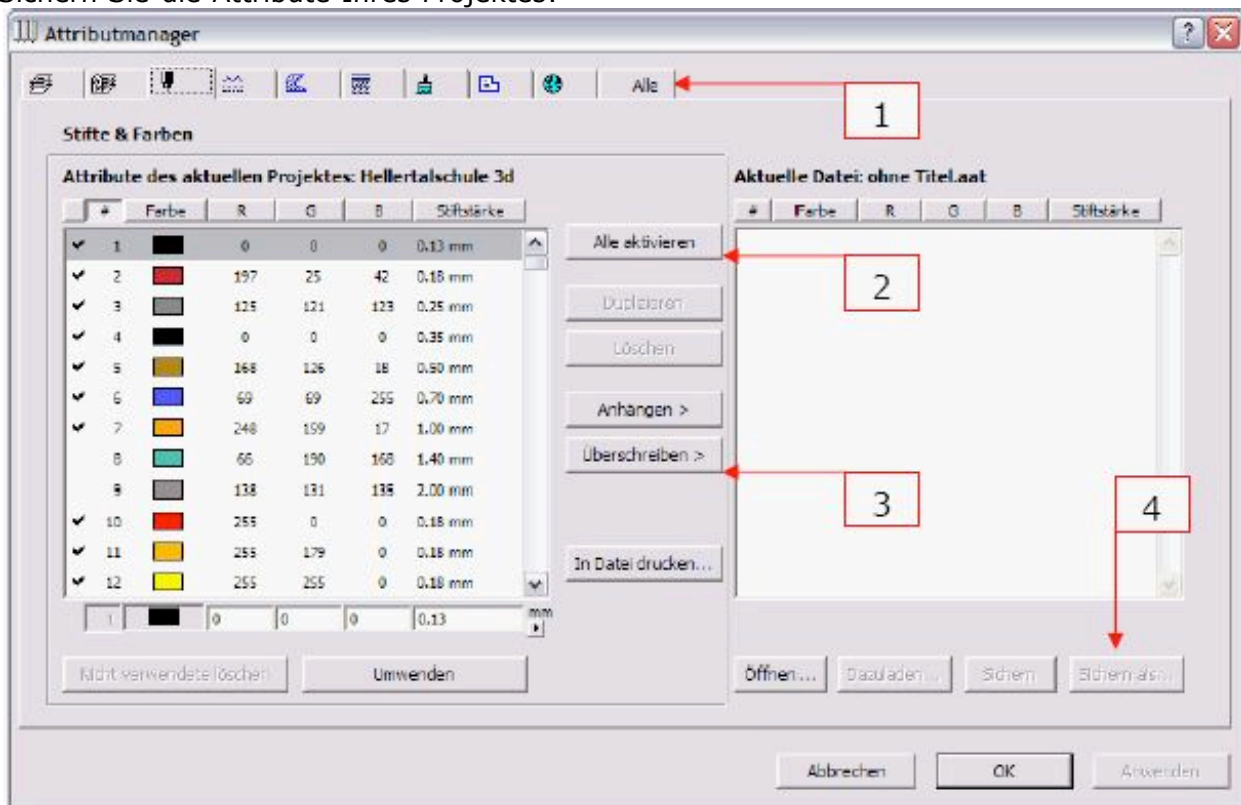 Sichern Sie die Attribute Ihres Projektes.
Attributmanager
Alle
1
Stifte & Farben
Attribute des aktuellen Projektes: Hellertalschule 3d
Aktuelle Datei: ohne Titel.aat
# Farbe R G B Stiftstärke
# Farbe R G B Stiftstärke
1 0 0 0 0.13 mm
2 197 25 42 0.18 mm
3 125 121 123 0.25 mm
4 0 0 0 0.35 mm
5 168 126 18 0.50 mm
6 69 69 255 0.70 mm
7 248 159 17 1.00 mm
8 66 190 168 1.40 mm
9 138 131 135 2.00 mm
10 255 0 0 0.18 mm
11 255 179 0 0.18 mm
12 255 255 0 0.18 mm
1 0 0 0 0.13 mm
Alle aktivieren
2
Duplizieren
Löschen
Anhängen >
Überschreiben >
3
In Datei drucken...
4
Nicht verwendete löschen
Umwenden
Öffnen...
Dazuladen...
Sichern
Sichern als...
Abbrechen
OK
Anwenden